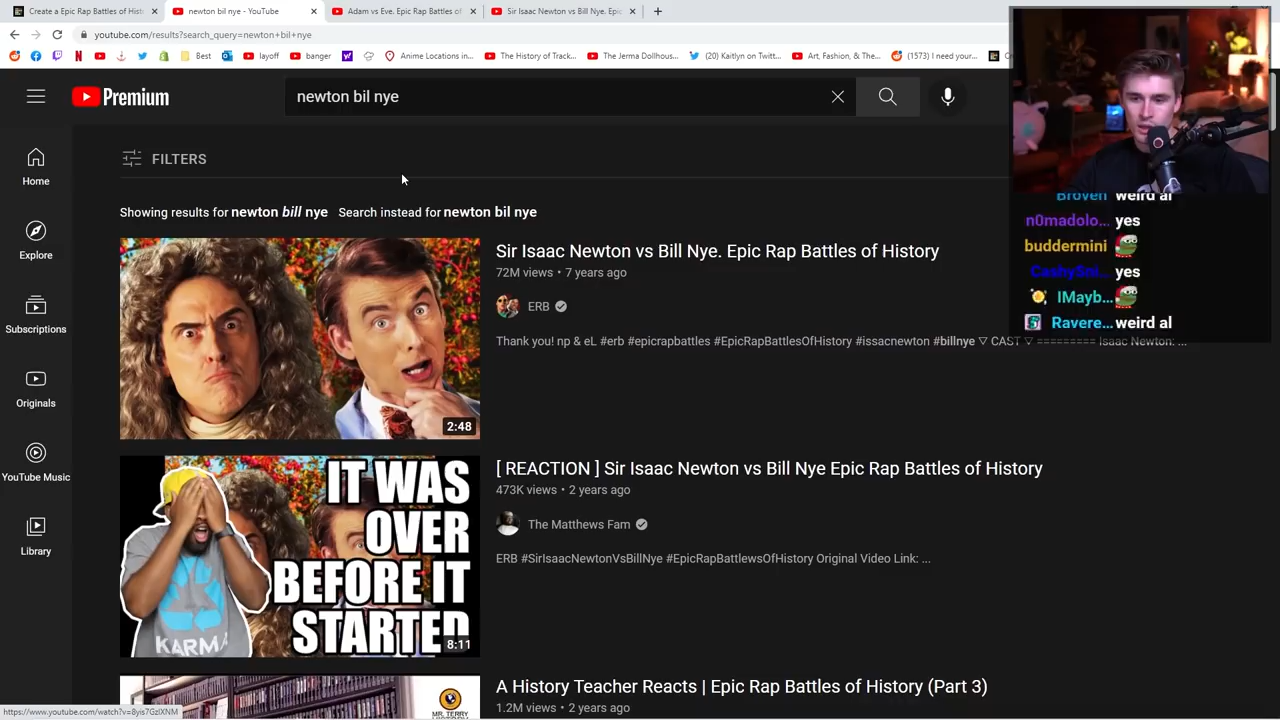 Create a Epic Rap Battles of Hist
newton bil nye - YouTube
Adam vs Eve. Epic Rap Battles of
Sir Isaac Newton vs Bill Nye. Epic
youtube.com/results?search_query=newton+bil+nye
Best
layoff
banger
Anime Locations in...
The History of Track...
The Jerma Dollhous...
(20) Kaitlyn on Twitt...
Art, Fashion, & The...
(1573) I need your...
Premium
newton bil nye
Home
Explore
Subscriptions
Originals
YouTube Music
Library
FILTERS
Showing results for newton bill nye Search instead for newton bil nye
2:48
Sir Isaac Newton vs Bill Nye. Epic Rap Battles of History
72M views • 7 years ago
ERB
Thank you! np & eL #erb #epicrapbattles #EpicRapBattlesOfHistory #issacnewton #billnye ▽ CAST ▽ ========= Isaac Newton: ...
IT WAS
OVER
BEFORE IT
STARTED
KARMA
8:11
[ REACTION ] Sir Isaac Newton vs Bill Nye Epic Rap Battles of History
473K views • 2 years ago
The Matthews Fam
ERB #SirIsaacNewtonVsBillNye #EpicRapBattlewsOfHistory Original Video Link: ...
MR. TERRY
HISTORY
A History Teacher Reacts | Epic Rap Battles of History (Part 3)
1.2M views • 2 years ago
Broven weird al
n0madolo... yes
buddermini
CashySni... yes
IMayb...
Ravere... weird al
https://www.youtube.com/watch?v=8yis7GzlXNM